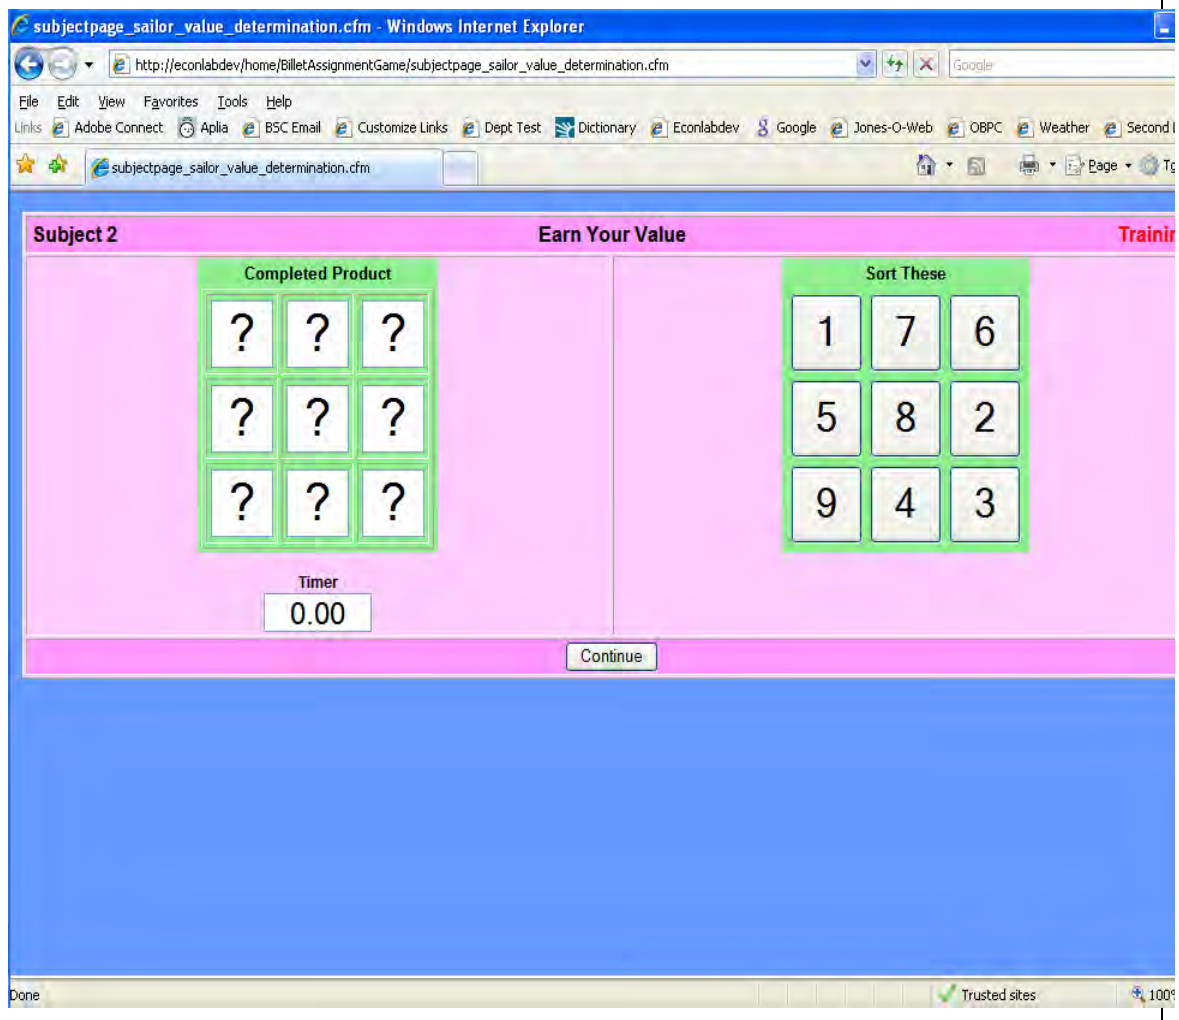 subjectpage_sailor_value_determination.cfm - Windows Internet Explorer
http://econlabdev/home/BilletAssignmentGame/subjectpage_sailor_value_determination.cfm Google
File Edit View Favorites Tools Help
Links Adobe Connect Aplia BSC Email Customize Links Dept Test Dictionary Econlabdev Google Jones-O-Web OBPC Weather Second
subjectpage_sailor_value_determination.cfm Page
Subject 2 Earn Your Value Trainin
Completed Product Sort These
? ? ? 1 7 6
? ? ? 5 8 2
? ? ? 9 4 3
Timer
0.00
Continue
Done Trusted sites 100%